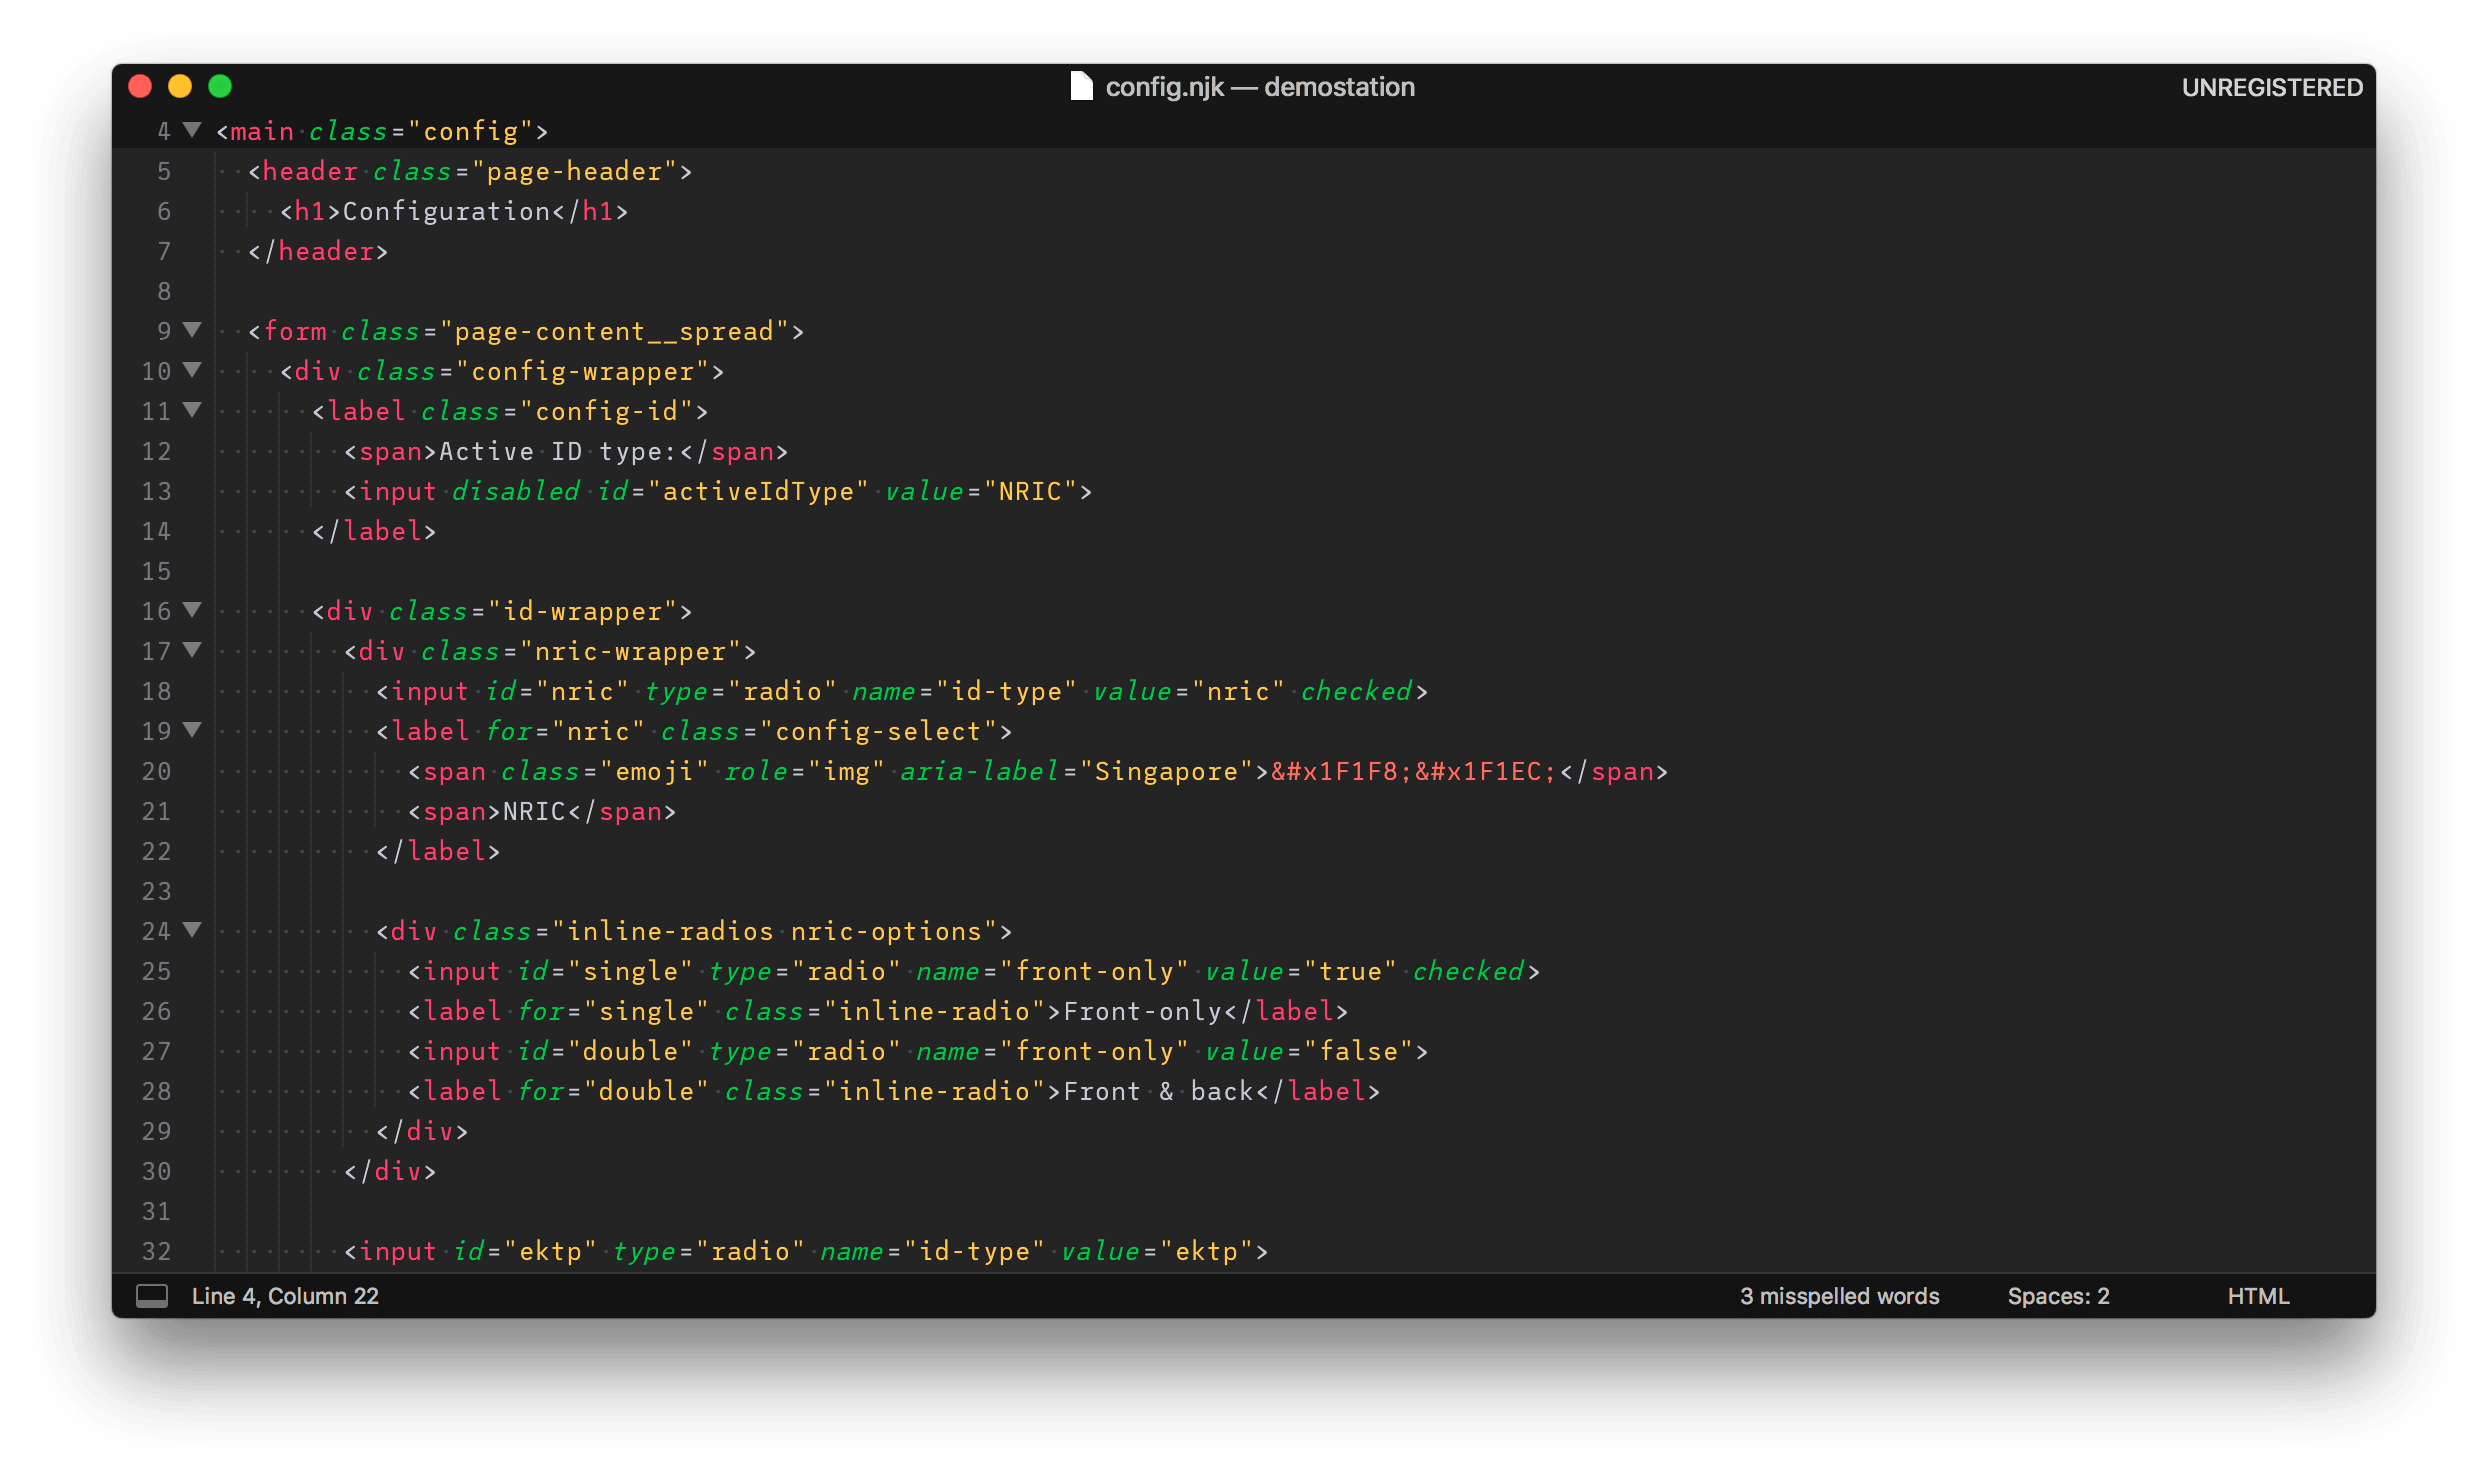 config.njk — demostation
UNREGISTERED
4 <main class="config">
5 <header class="page-header">
6 <h1>Configuration</h1>
7 </header>
8
9 <form class="page-content__spread">
10 <div class="config-wrapper">
11 <label class="config-id">
12 <span>Active ID type:</span>
13 <input disabled id="activeIdType" value="NRIC">
14 </label>
15
16 <div class="id-wrapper">
17 <div class="nric-wrapper">
18 <input id="nric" type="radio" name="id-type" value="nric" checked>
19 <label for="nric" class="config-select">
20 <span class="emoji" role="img" aria-label="Singapore">&#x1F1F8;&#x1F1EC;</span>
21 <span>NRIC</span>
22 </label>
23
24 <div class="inline-radios nric-options">
25 <input id="single" type="radio" name="front-only" value="true" checked>
26 <label for="single" class="inline-radio">Front-only</label>
27 <input id="double" type="radio" name="front-only" value="false">
28 <label for="double" class="inline-radio">Front & back</label>
29 </div>
30 </div>
31
32 <input id="ektp" type="radio" name="id-type" value="ektp">
Line 4, Column 22
3 misspelled words
Spaces: 2
HTML